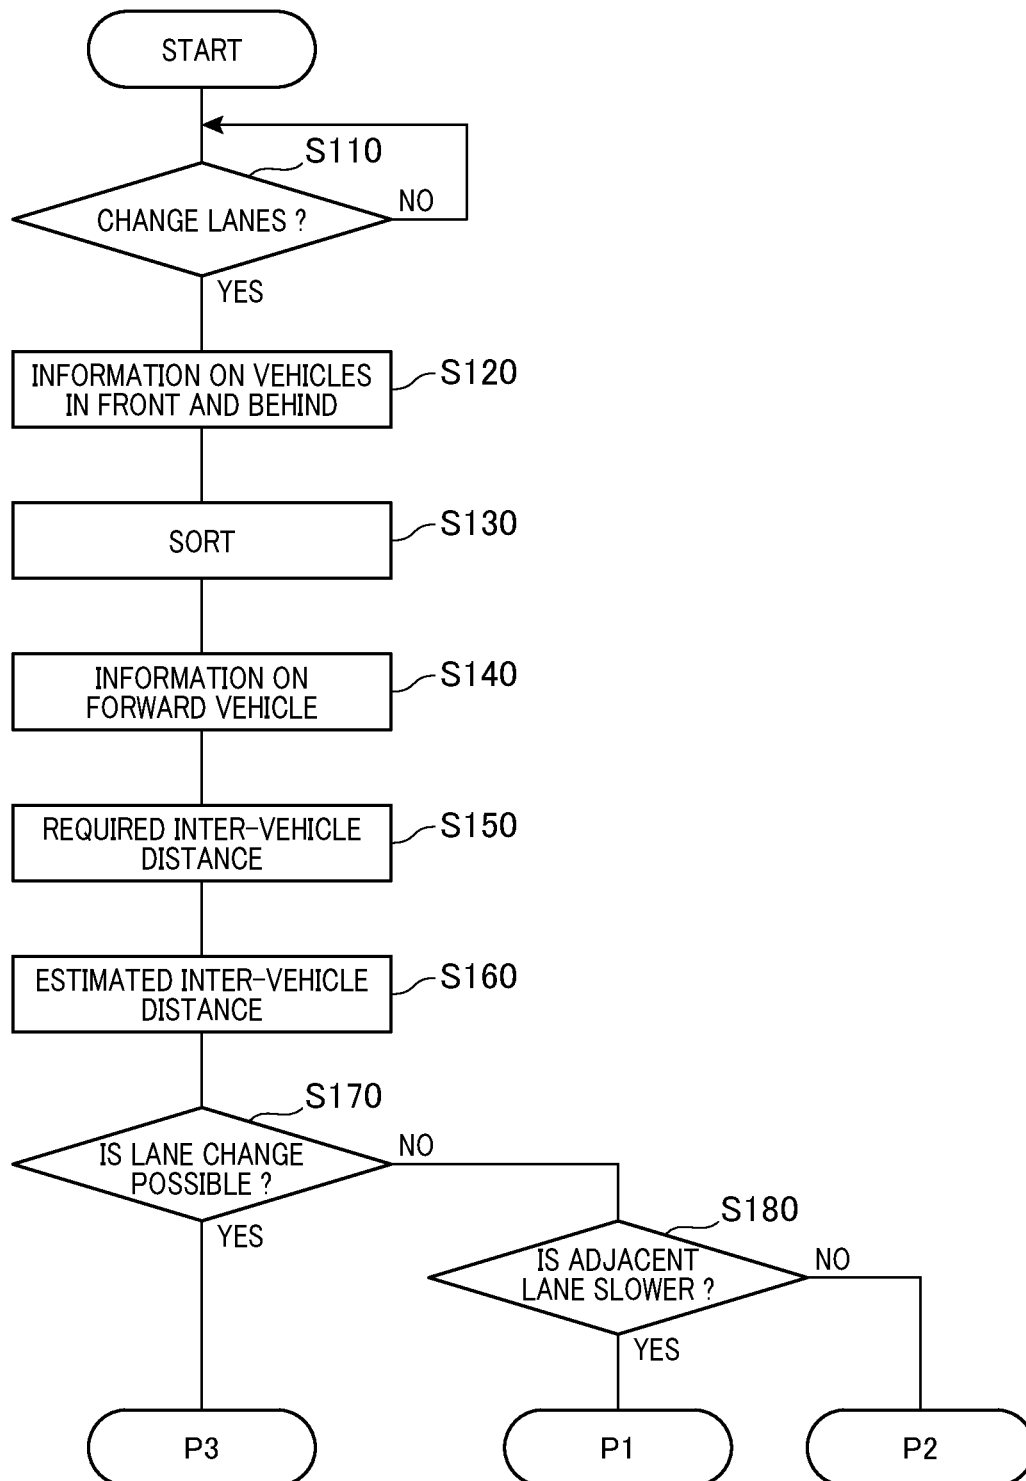 START
S110
CHANGE LANES ?
NO
YES
INFORMATION ON VEHICLES
IN FRONT AND BEHIND
S120
SORT
S130
INFORMATION ON
FORWARD VEHICLE
S140
REQUIRED INTER-VEHICLE
DISTANCE
S150
ESTIMATED INTER-VEHICLE
DISTANCE
S160
S170
IS LANE CHANGE
POSSIBLE ?
NO
YES
S180
IS ADJACENT
LANE SLOWER ?
NO
YES
P3
P1
P2